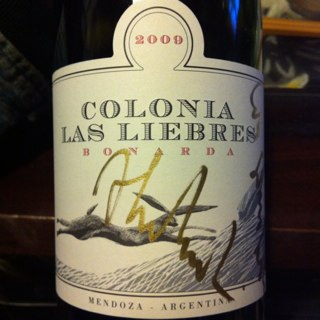 2009
COLONIA
LAS LIEBRES
BONARDA
MENDOZA - ARGENTINA